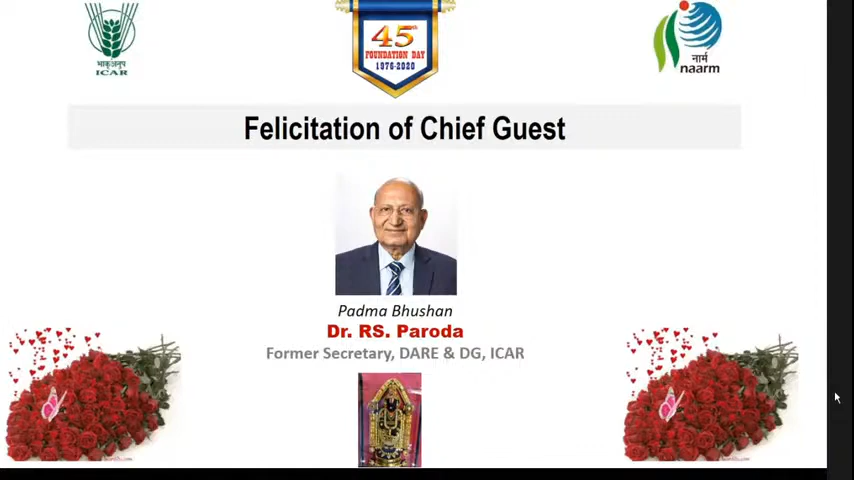 45th
FOUNDATION DAY
1976-2020
भाकृअनुप
ICAR
नार्म
naarm
Felicitation of Chief Guest
Padma Bhushan
Dr. RS. Paroda
Former Secretary, DARE & DG, ICAR